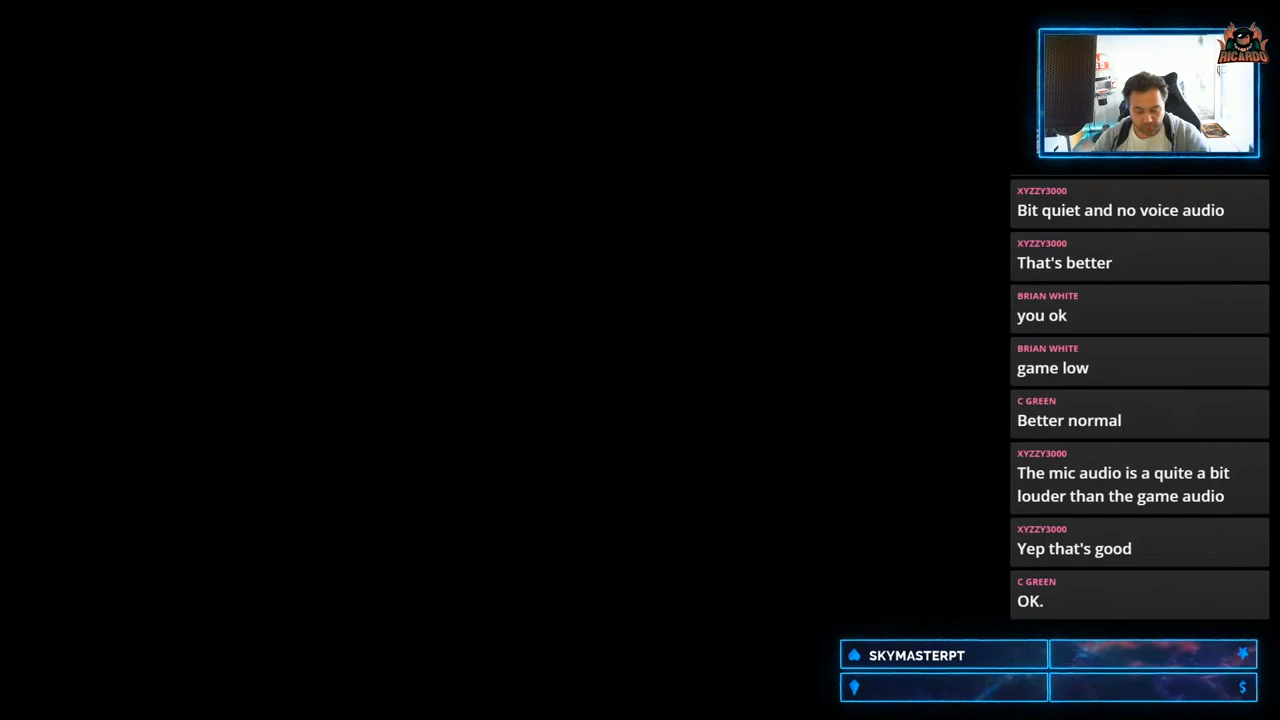 RICARDO
XYZZY3000
Bit quiet and no voice audio
XYZZY3000
That's better
BRIAN WHITE
you ok
BRIAN WHITE
game low
C GREEN
Better normal
XYZZY3000
The mic audio is a quite a bit
louder than the game audio
XYZZY3000
Yep that's good
C GREEN
OK.
SKYMASTERPT
$